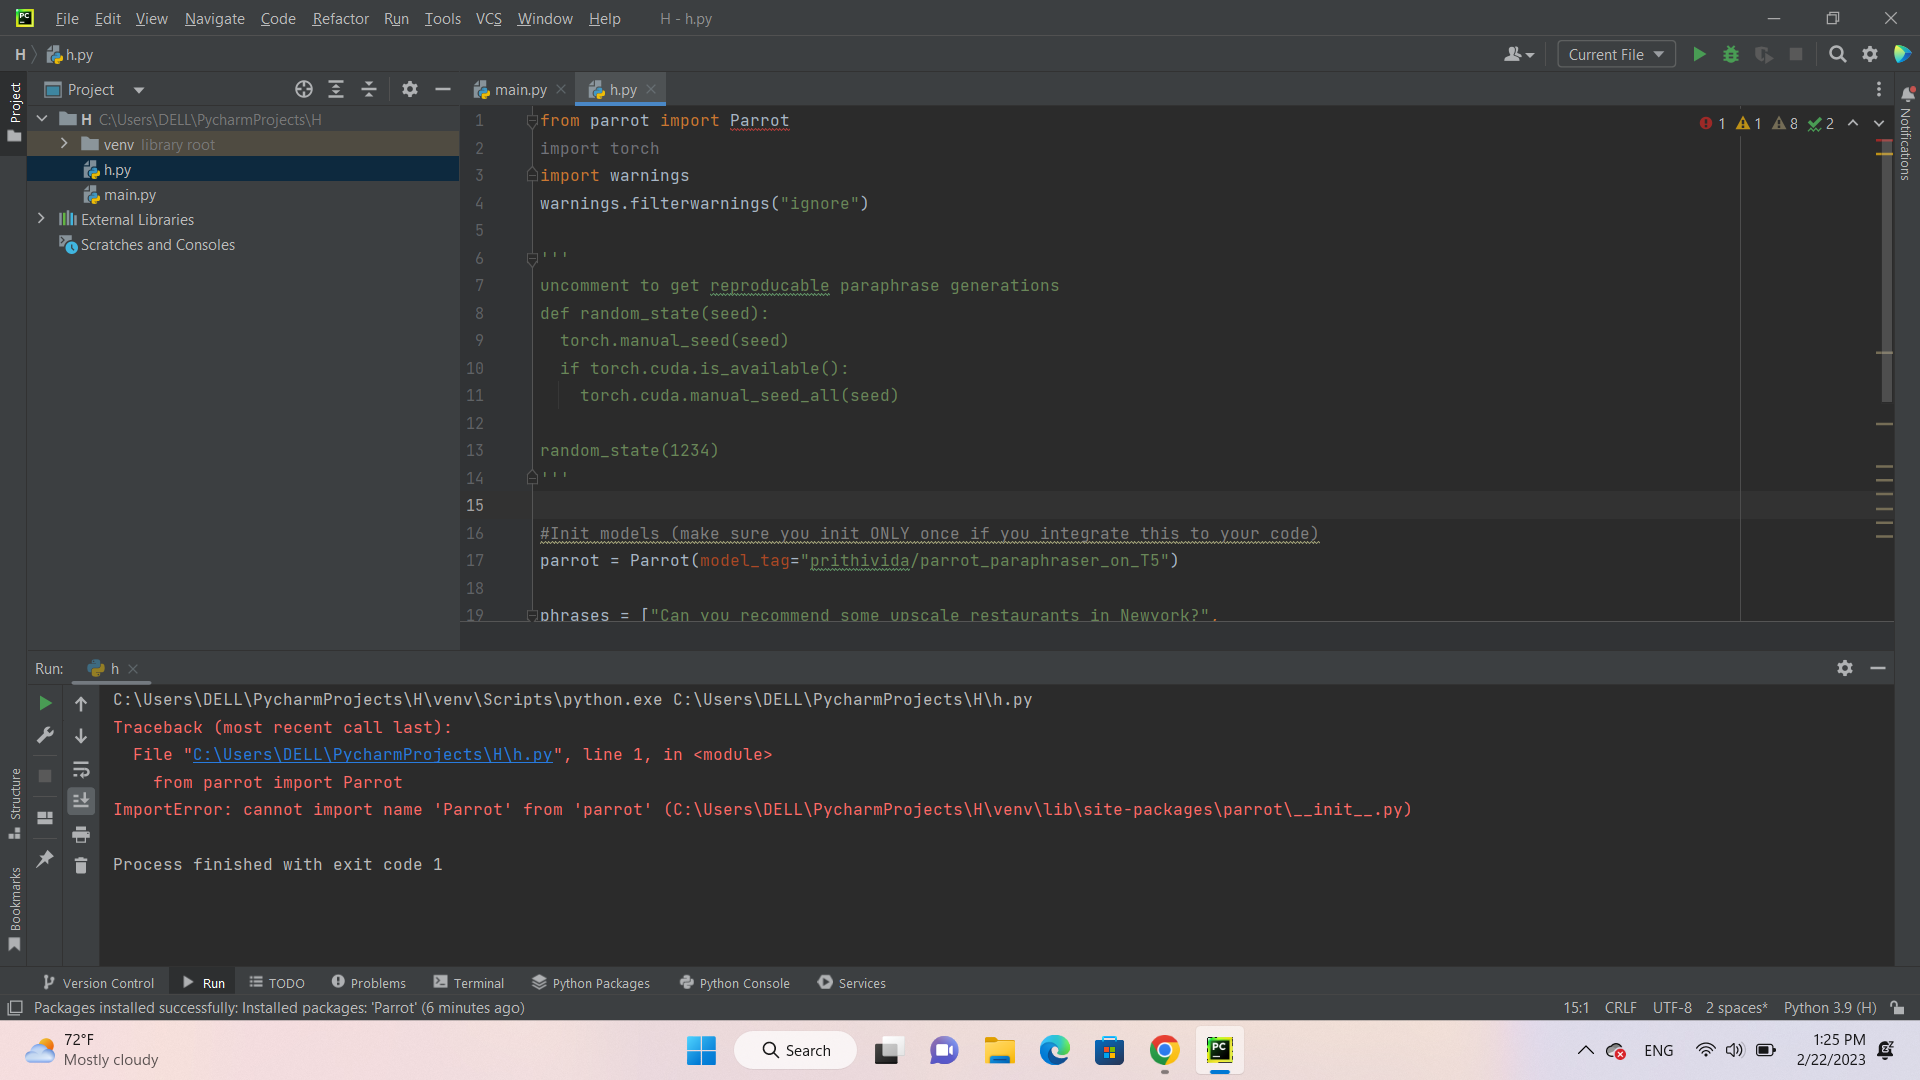 PC File Edit View Navigate Code Refactor Run Tools VCS Window Help H - h.py
H h.py Current File
Project main.py h.py
Project
Notifications
H C:\Users\DELL\PycharmProjects\H
venv library root
h.py
main.py
External Libraries
Scratches and Consoles
1 1 8 2
1 from parrot import Parrot
2 import torch
3 import warnings
4 warnings.filterwarnings("ignore")
5
6 '''
7 uncomment to get reproducable paraphrase generations
8 def random_state(seed):
9 torch.manual_seed(seed)
10 if torch.cuda.is_available():
11 torch.cuda.manual_seed_all(seed)
12
13 random_state(1234)
14 '''
15
16 #Init models (make sure you init ONLY once if you integrate this to your code)
17 parrot = Parrot(model_tag="prithivida/parrot_paraphraser_on_T5")
18
19 phrases = ["Can you recommend some upscale restaurants in Newyork?",
Run: h
C:\Users\DELL\PycharmProjects\H\venv\Scripts\python.exe C:\Users\DELL\PycharmProjects\H\h.py
Traceback (most recent call last):
File "C:\Users\DELL\PycharmProjects\H\h.py", line 1, in <module>
from parrot import Parrot
ImportError: cannot import name 'Parrot' from 'parrot' (C:\Users\DELL\PycharmProjects\H\venv\lib\site-packages\parrot\__init__.py)
Process finished with exit code 1
Structure
Bookmarks
Version Control Run TODO Problems Terminal Python Packages Python Console Services
Packages installed successfully: Installed packages: 'Parrot' (6 minutes ago) 15:1 CRLF UTF-8 2 spaces* Python 3.9 (H)
72°F
Mostly cloudy
Search
PC
ENG
1:25 PM
2/22/2023